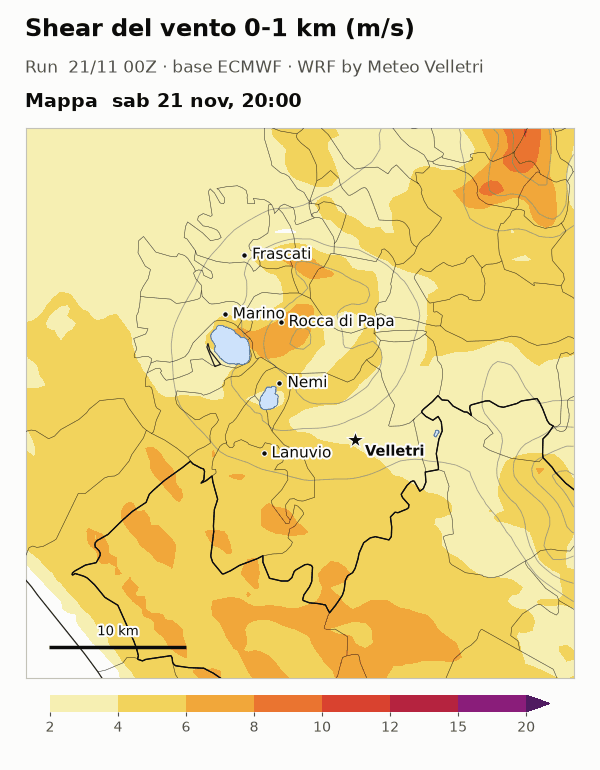 Shear del vento 0-1 km (m/s)
Run  21/11 00Z · base ECMWF · WRF by Meteo Velletri
Mappa  sab 21 nov, 20:00
Frascati
Marino
Rocca di Papa
Nemi
Velletri
Lanuvio
10 km
2 4 6 8 10 12 15 20